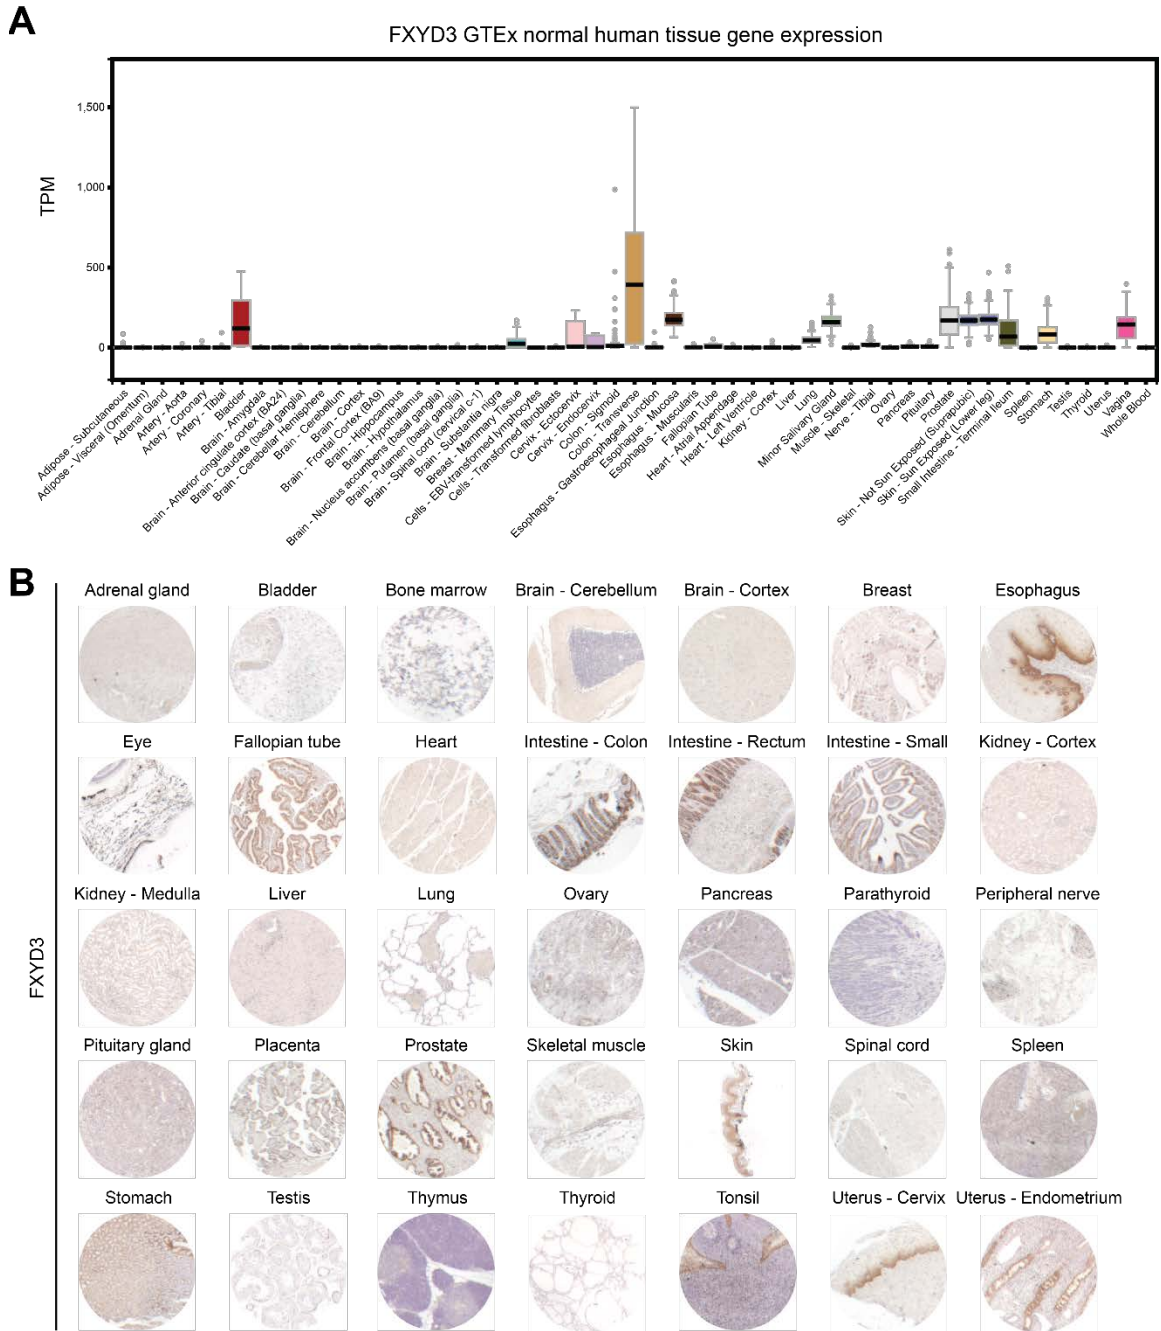 A
FXYD3 GTEx normal human tissue gene expression
TPM
1,500
1,000
500
0
Adipose - Subcutaneous
Adipose - Visceral (Omentum)
Adrenal Gland
Artery - Aorta
Artery - Coronary
Artery - Tibial
Bladder
Brain - Amygdala
Brain - Anterior cingulate cortex (BA24)
Brain - Caudate (basal ganglia)
Brain - Cerebellar Hemisphere
Brain - Cerebellum
Brain - Cortex
Brain - Frontal Cortex (BA9)
Brain - Hippocampus
Brain - Hypothalamus
Brain - Nucleus accumbens (basal ganglia)
Brain - Putamen (basal ganglia)
Brain - Spinal cord (cervical c-1)
Brain - Substantia nigra
Breast - Mammary Tissue
Cells - EBV-transformed lymphocytes
Cells - Transformed fibroblasts
Cervix - Ectocervix
Cervix - Endocervix
Colon - Sigmoid
Colon - Transverse
Esophagus - Gastroesophageal Junction
Esophagus - Mucosa
Esophagus - Muscularis
Fallopian Tube
Heart - Atrial Appendage
Heart - Left Ventricle
Kidney - Cortex
Liver
Lung
Minor Salivary Gland
Muscle - Skeletal
Nerve - Tibial
Ovary
Pancreas
Pituitary
Prostate
Skin - Not Sun Exposed (Suprapubic)
Skin - Sun Exposed (Lower leg)
Small Intestine - Terminal Ileum
Spleen
Stomach
Testis
Thyroid
Uterus
Vagina
Whole Blood
B
FXYD3
Adrenal gland Bladder Bone marrow Brain - Cerebellum Brain - Cortex Breast Esophagus
Eye Fallopian tube Heart Intestine - Colon Intestine - Rectum Intestine - Small Kidney - Cortex
Kidney - Medulla Liver Lung Ovary Pancreas Parathyroid Peripheral nerve
Pituitary gland Placenta Prostate Skeletal muscle Skin Spinal cord Spleen
Stomach Testis Thymus Thyroid Tonsil Uterus - Cervix Uterus - Endometrium